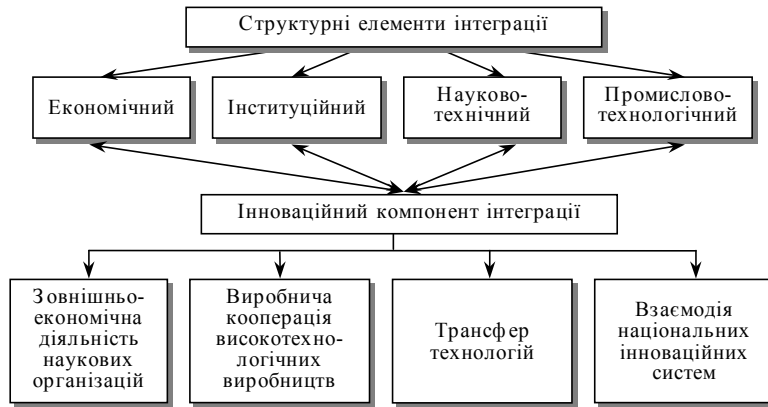 Структурні елементи інтеграції
Економічний
Інституційний
Науково-
технічний
Промислово-
технологічний
Інноваційний компонент інтеграції
Зовнішньо-
економічна
діяльність
наукових
організацій
Виробнича
кооперація
високотехно-
логічних
виробництв
Трансфер
технологій
Взаємодія
національних
інноваційних
систем